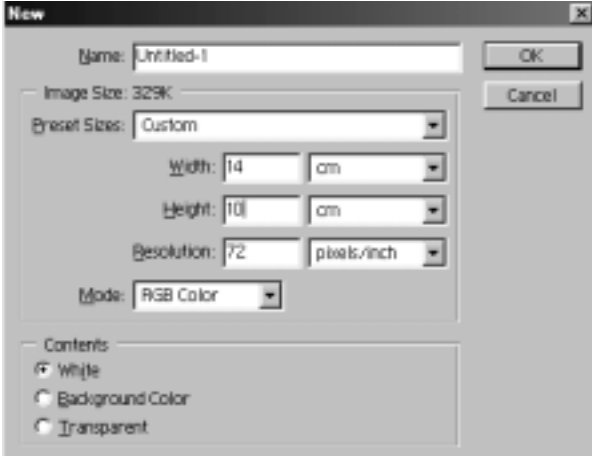 New
Name: Untitled-1
OK
Image Size: 329K
Cancel
Preset Sizes: Custom
Width: 14 cm
Height: 10 cm
Resolution: 72 pixels/inch
Mode: RGB Color
Contents
White
Background Color
Transparent